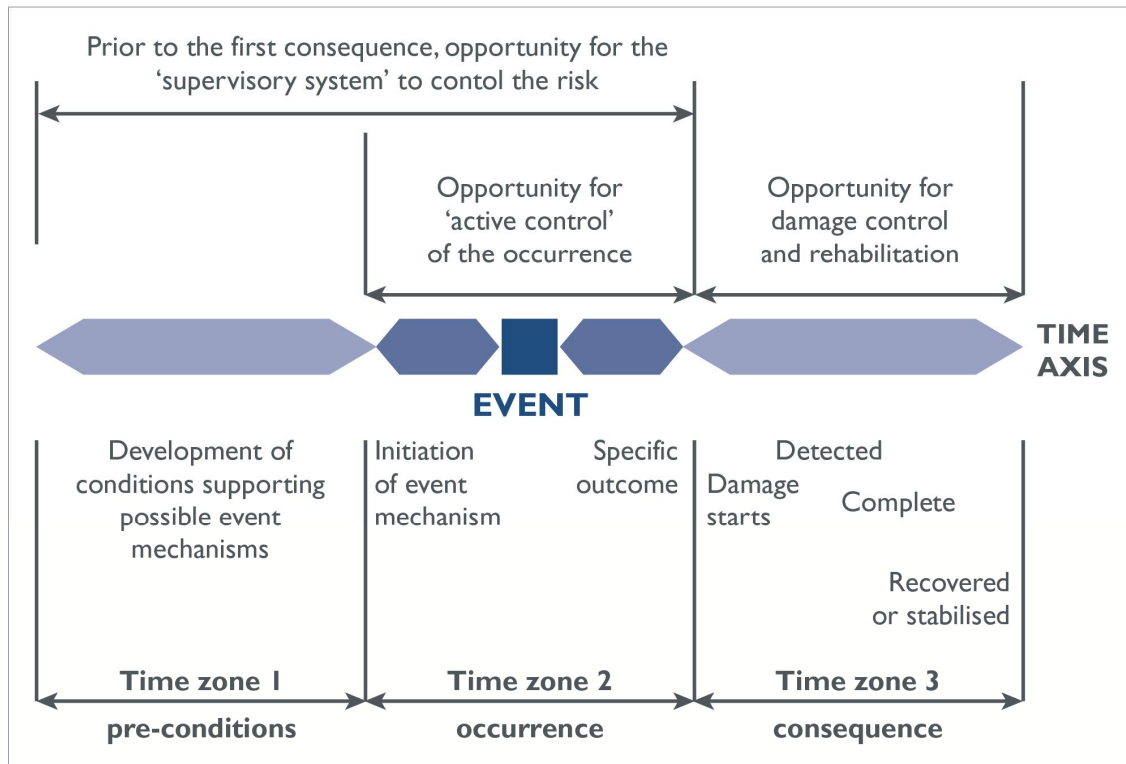 Prior to the first consequence, opportunity for the
‘supervisory system’ to contol the risk
Opportunity for
‘active control’
of the occurrence
Opportunity for
damage control
and rehabilitation
TIME
AXIS
EVENT
Development of
conditions supporting
possible event
mechanisms
Initiation
of event
mechanism
Specific
outcome
Detected
Damage
starts
Complete
Recovered
or stabilised
Time zone 1
pre-conditions
Time zone 2
occurrence
Time zone 3
consequence